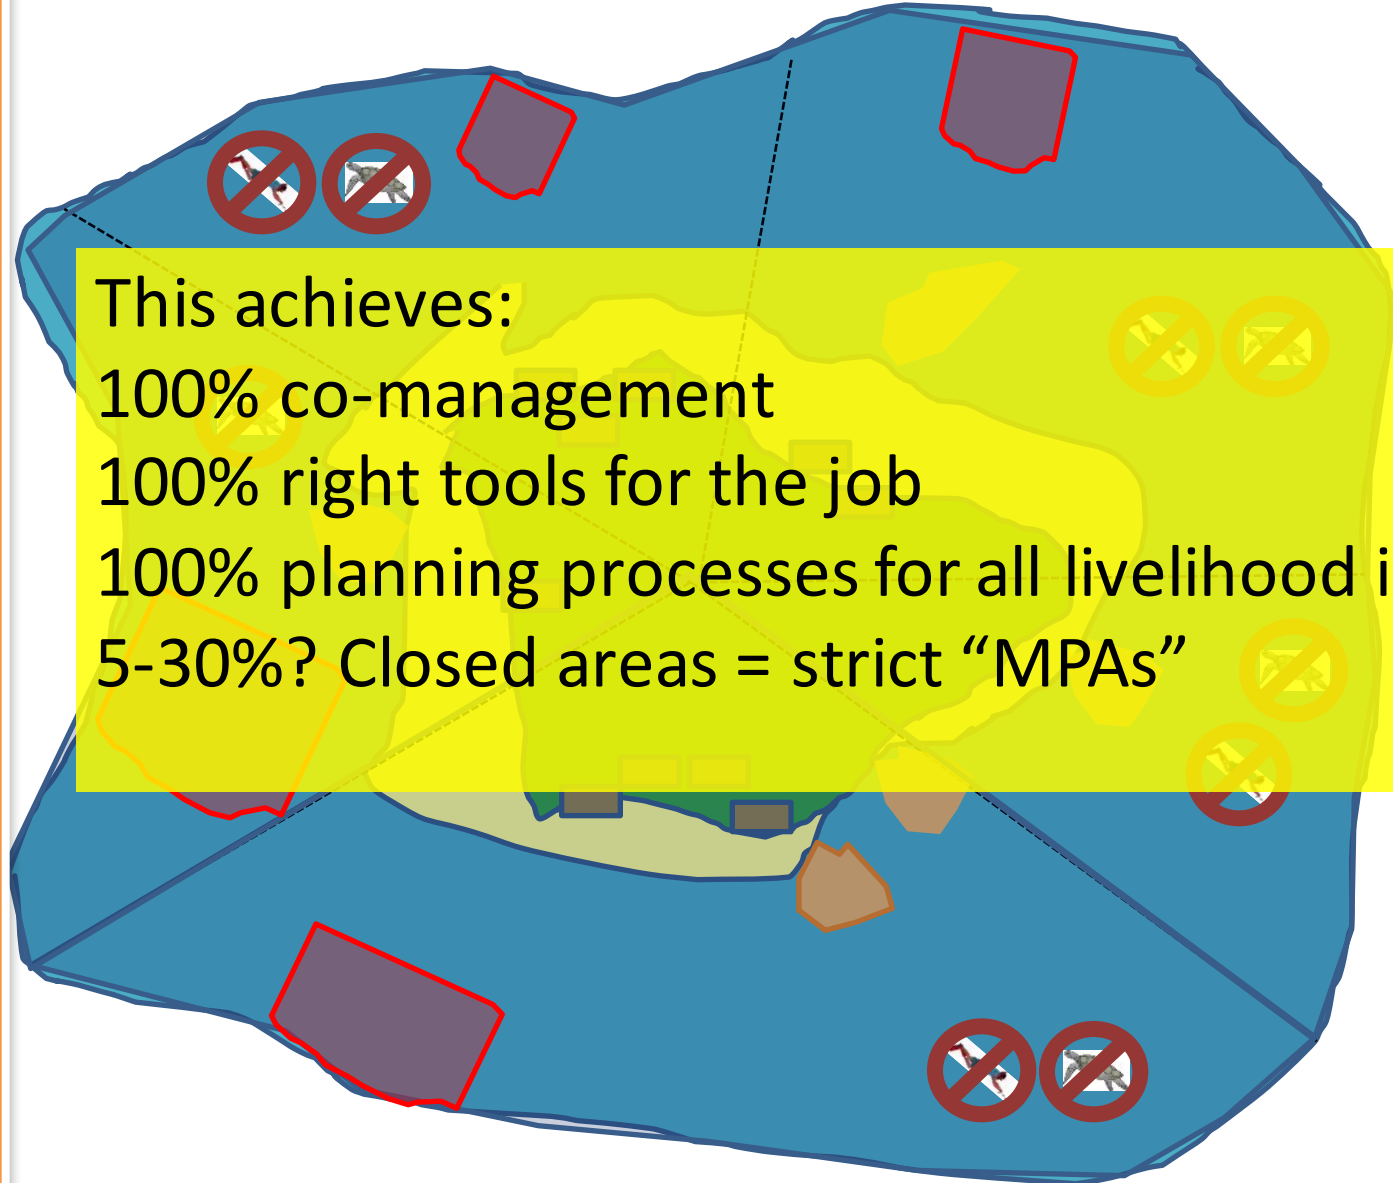 This achieves:
100% co-management
100% right tools for the job
100% planning processes for all livelihood
5-30%? Closed areas = strict “MPAs”